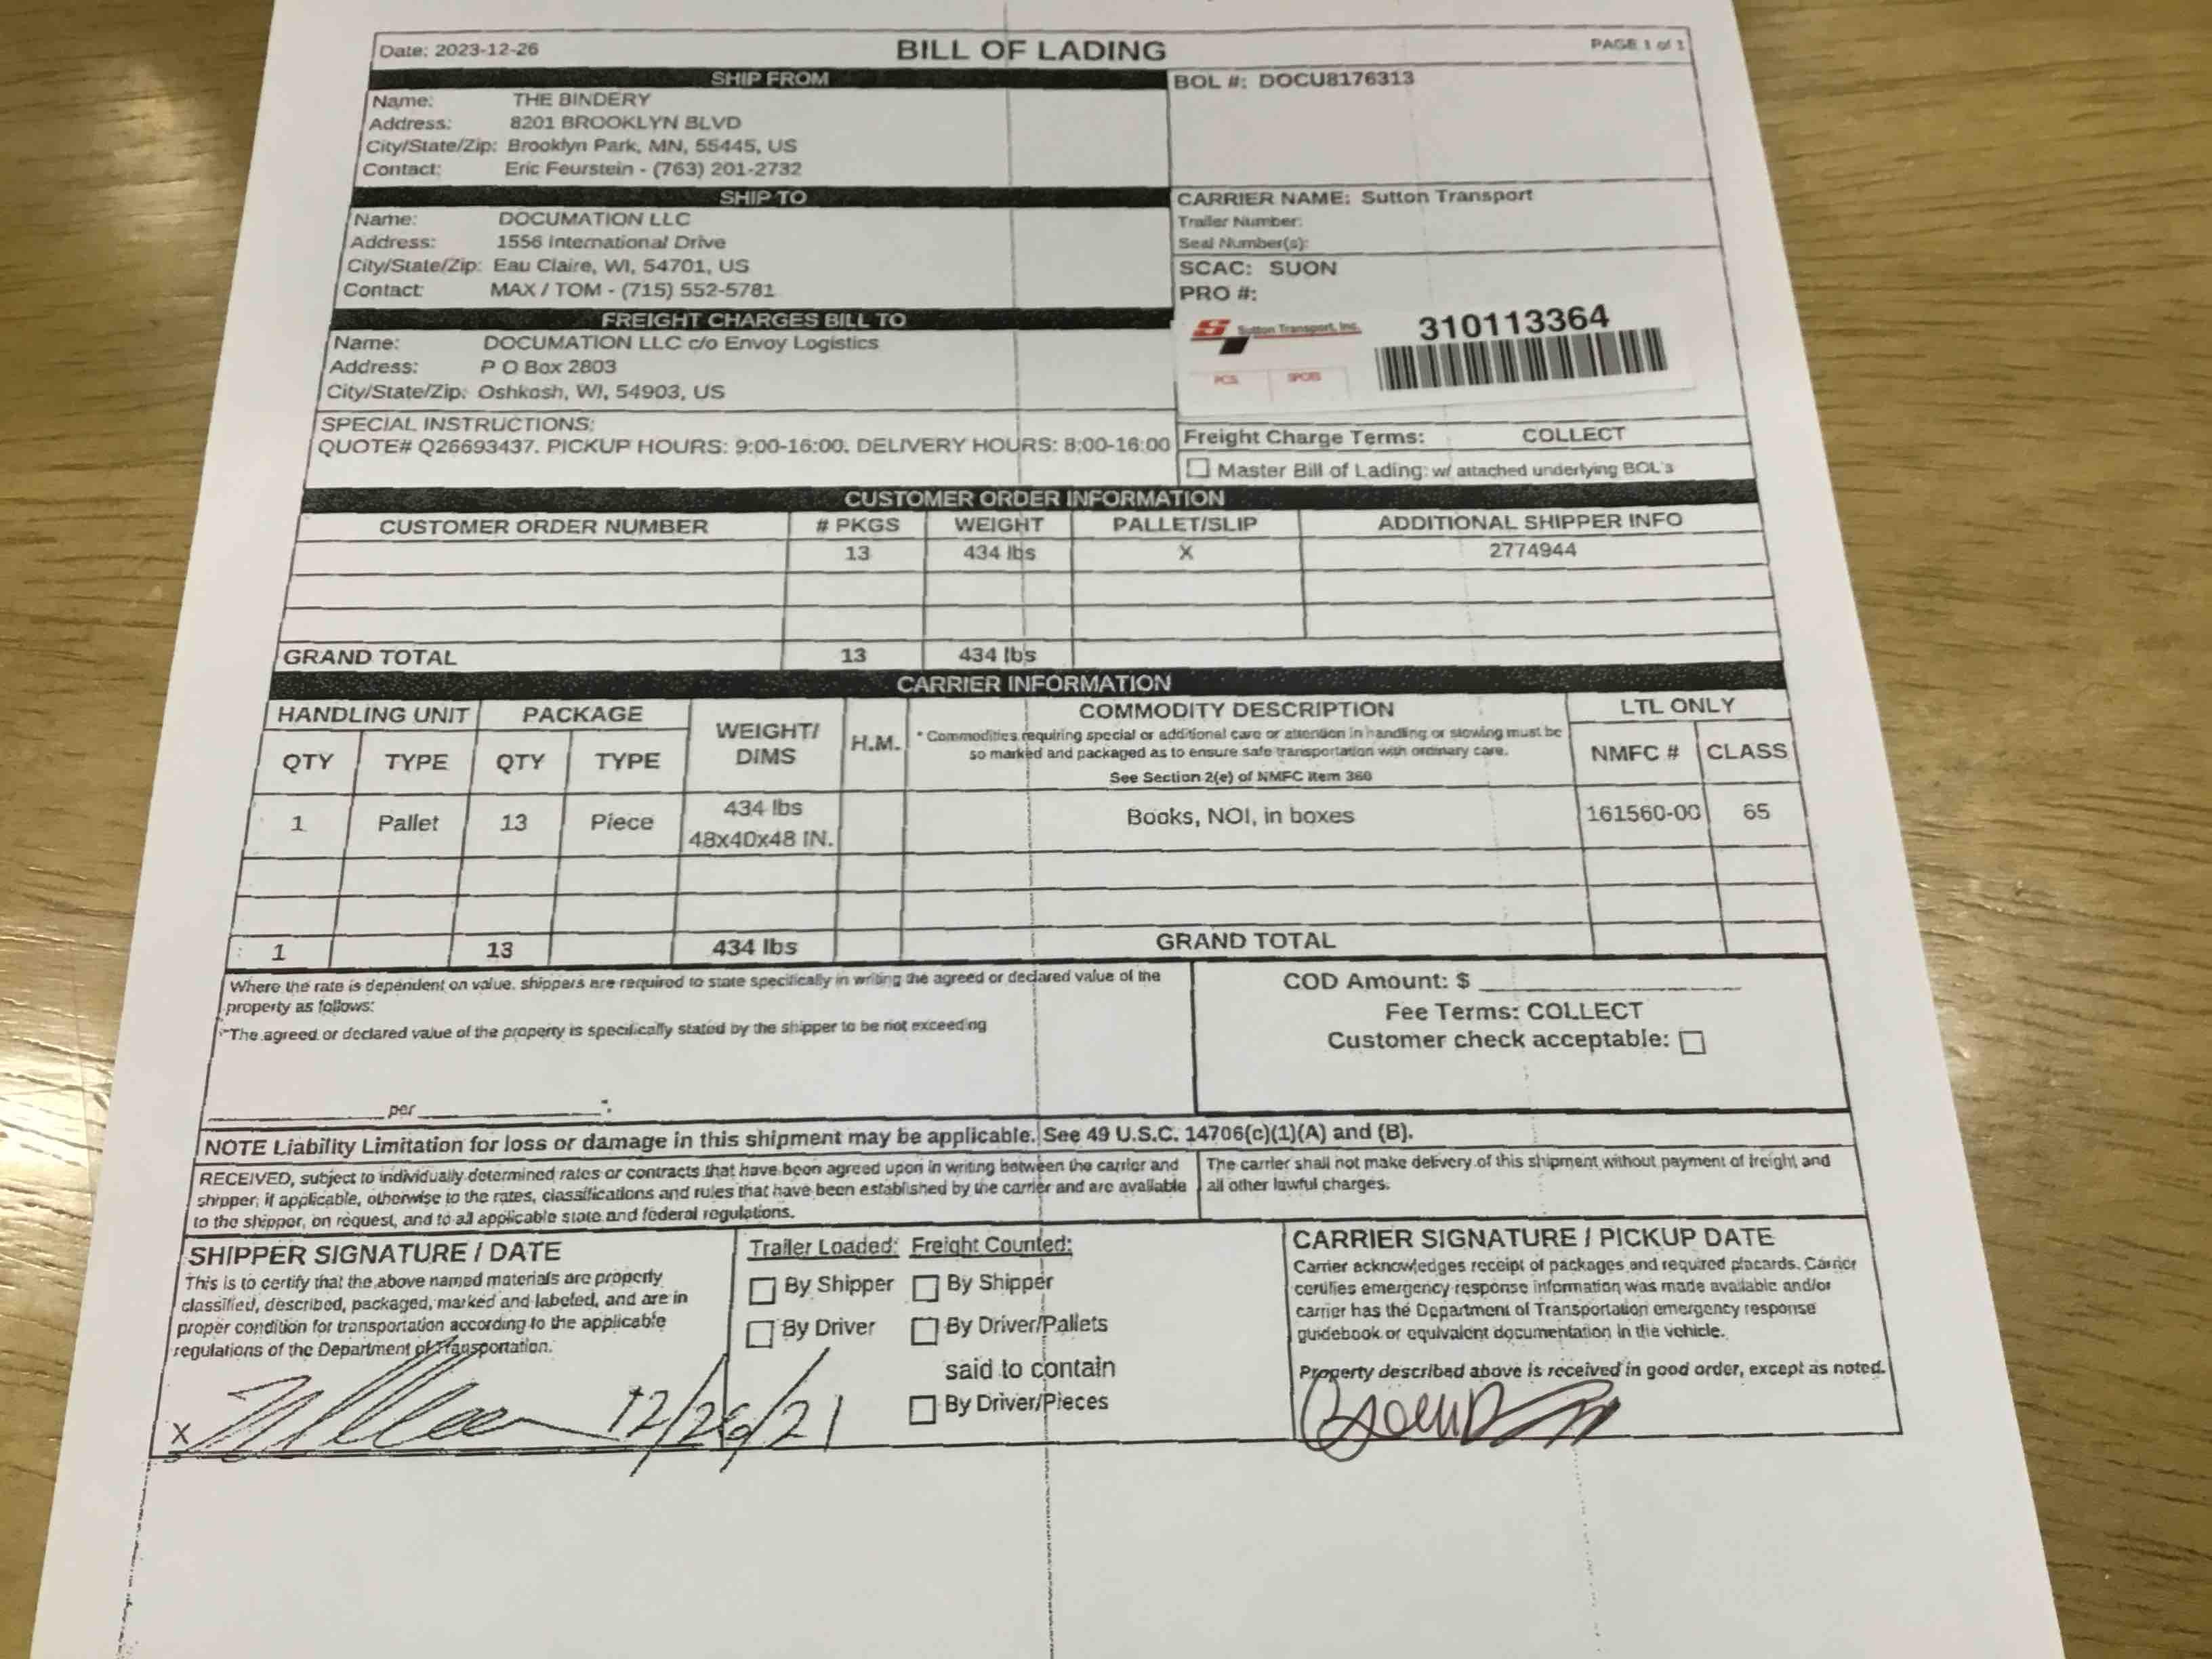 Date: 2023-12-26
BILL OF LADING
PAGE 1 of 1
SHIP FROM
Name: THE BINDERY
Address: 8201 BROOKLYN BLVD
City/State/Zip: Brooklyn Park, MN, 55445, US
Contact: Eric Feurstein - (763) 201-2732
BOL #: DOCU8176313
SHIP TO
Name: DOCUMATION LLC
Address: 1556 International Drive
City/State/Zip: Eau Claire, WI, 54701, US
Contact: MAX / TOM - (715) 552-5781
CARRIER NAME: Sutton Transport
Trailer Number:
Seal Number(s):
SCAC: SUON
PRO #:
Sutton Transport, Inc.
310113364
PCS.
FREIGHT CHARGES BILL TO
Name: DOCUMATION LLC c/o Envoy Logistics
Address: P O Box 2803
City/State/Zip: Oshkosh, WI, 54903, US
SPECIAL INSTRUCTIONS:
QUOTE# Q26693437. PICKUP HOURS: 9:00-16:00. DELIVERY HOURS: 8:00-16:00
Freight Charge Terms: COLLECT
Master Bill of Lading: w/ attached underlying BOL's
CUSTOMER ORDER INFORMATION
CUSTOMER ORDER NUMBER # PKGS WEIGHT PALLET/SLIP ADDITIONAL SHIPPER INFO
13 434 lbs X 2774944
GRAND TOTAL 13 434 lbs
CARRIER INFORMATION
HANDLING UNIT PACKAGE WEIGHT/ DIMS H.M. COMMODITY DESCRIPTION LTL ONLY
* Commodities requiring special or additional care or attention in handling or stowing must be
so marked and packaged as to ensure safe transportation with ordinary care.
See Section 2(e) of NMFC item 360
QTY TYPE QTY TYPE NMFC # CLASS
1 Pallet 13 Piece 434 lbs Books, NOI, in boxes 161560-00 65
48x40x48 IN.
1 13 434 lbs GRAND TOTAL
Where the rate is dependent on value, shippers are required to state specifically in writing the agreed or declared value of the
property as follows:
"The agreed or declared value of the property is specifically stated by the shipper to be not exceeding
per .
COD Amount: $
Fee Terms: COLLECT
Customer check acceptable:
NOTE Liability Limitation for loss or damage in this shipment may be applicable. See 49 U.S.C. 14706(c)(1)(A) and (B).
RECEIVED, subject to individually determined rates or contracts that have been agreed upon in writing between the carrier and
shipper, if applicable, otherwise to the rates, classifications and rules that have been established by the carrier and are available
to the shipper, on request, and to all applicable state and federal regulations.
The carrier shall not make delivery of this shipment without payment of freight and
all other lawful charges.
SHIPPER SIGNATURE / DATE
This is to certify that the above named materials are properly
classified, described, packaged, marked and labeled, and are in
proper condition for transportation according to the applicable
regulations of the Department of Transportation.
X 12/26/21
Trailer Loaded: Freight Counted:
By Shipper By Shipper
By Driver By Driver/Pallets
said to contain
By Driver/Pieces
CARRIER SIGNATURE / PICKUP DATE
Carrier acknowledges receipt of packages and required placards. Carrier
certifies emergency response information was made available and/or
carrier has the Department of Transportation emergency response
guidebook or equivalent documentation in the vehicle.
Property described above is received in good order, except as noted.